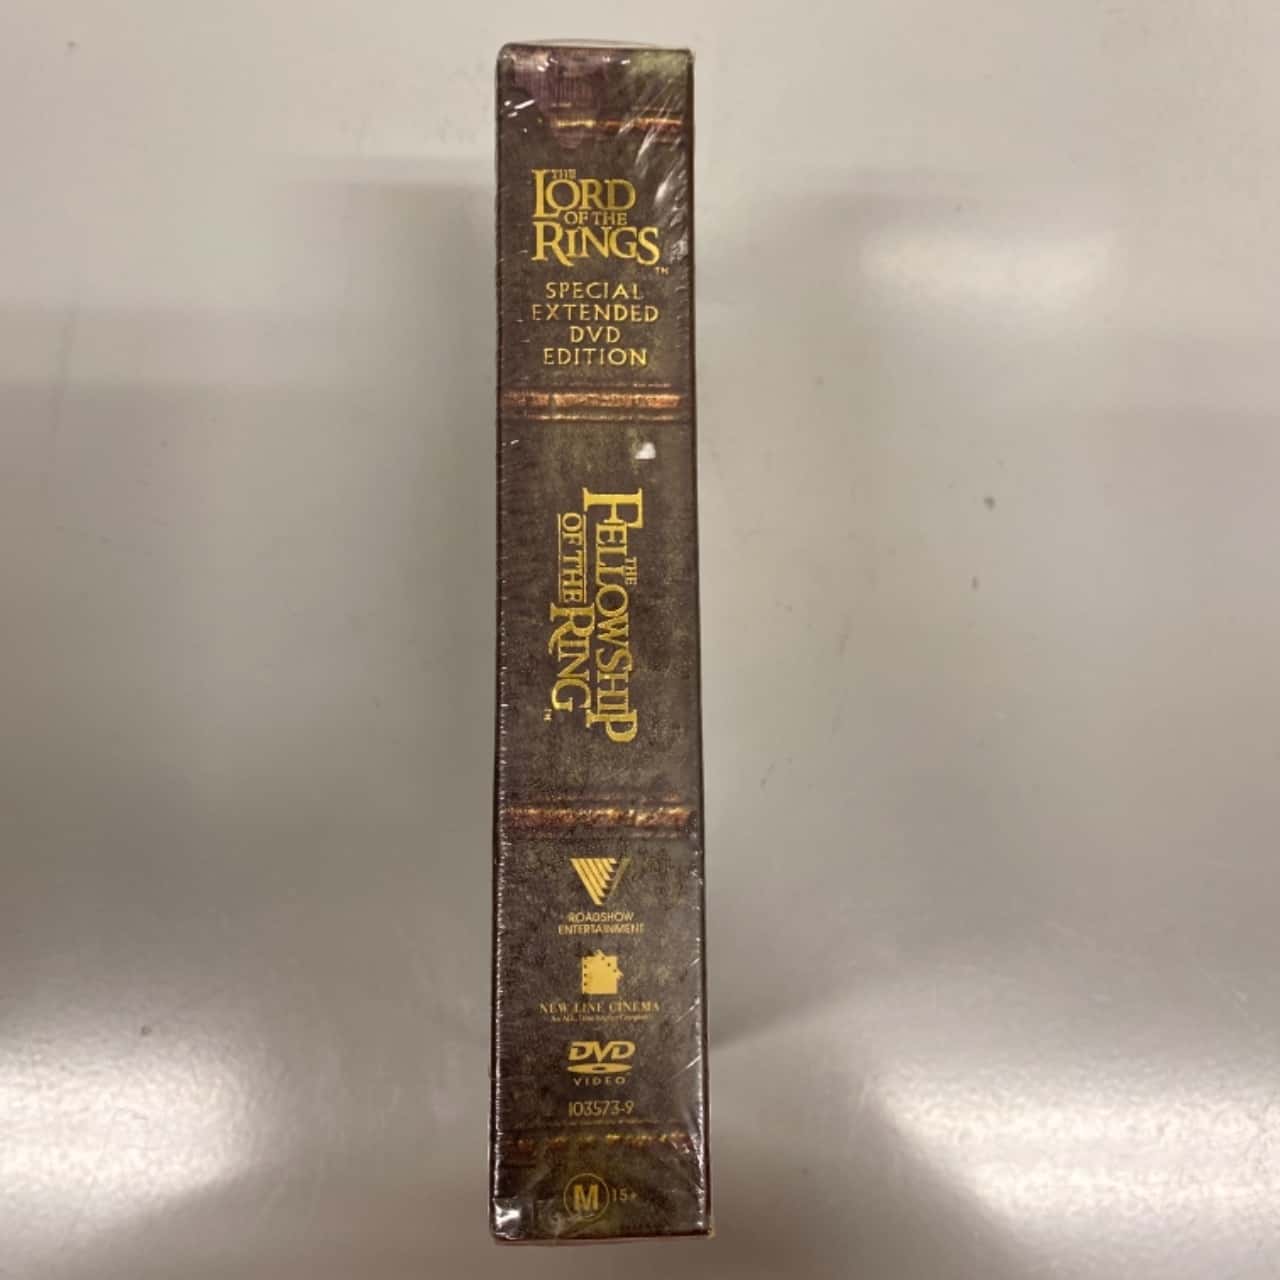 THE
LORD
OF THE
RINGS
TM
SPECIAL
EXTENDED
DVD
EDITION
THE
FELLOWSHIP
OF THE RING
TM
ROADSHOW
ENTERTAINMENT
NEW LINE CINEMA
DVD
VIDEO
103573-9
M 15+